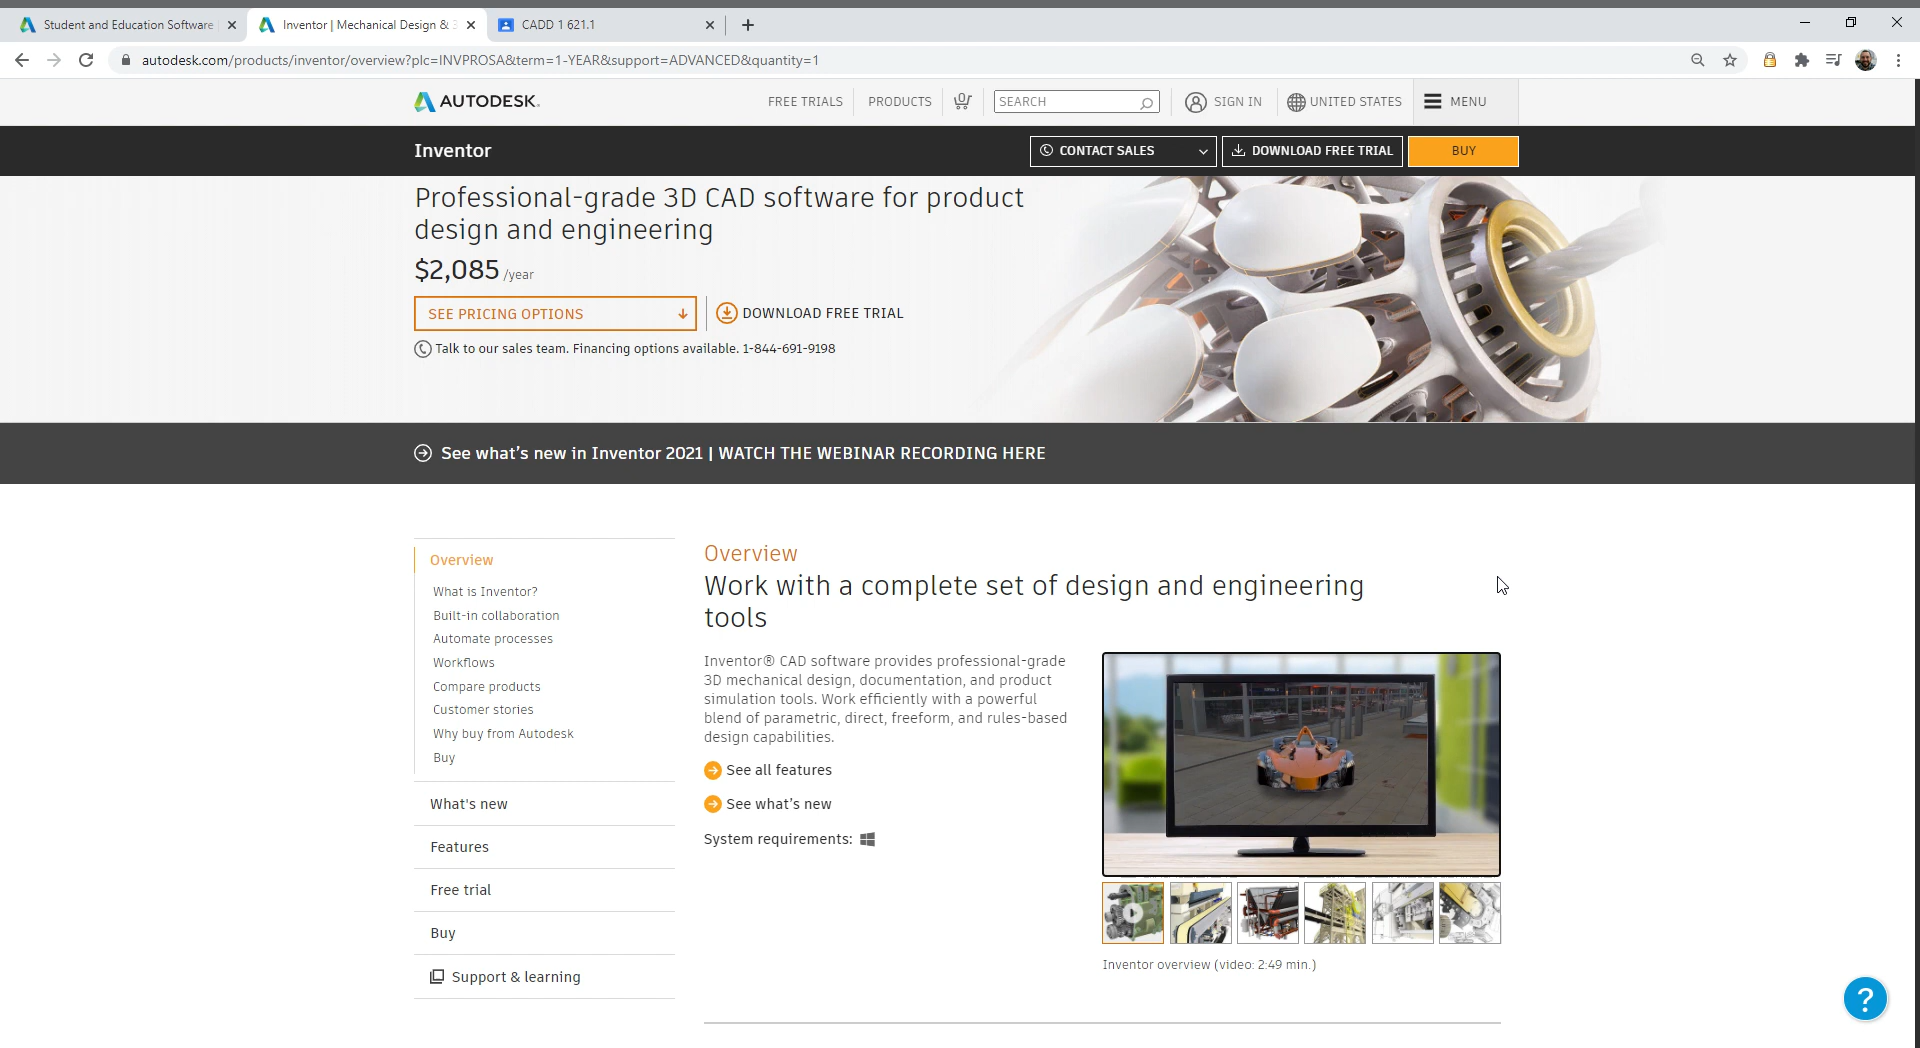 Student and Education Software
Inventor | Mechanical Design & 3
CADD 1 621.1
autodesk.com/products/inventor/overview?plc=INVPROSA&term=1-YEAR&support=ADVANCED&quantity=1
AUTODESK.
FREE TRIALS
PRODUCTS
0
SEARCH
SIGN IN
UNITED STATES
MENU
Inventor
CONTACT SALES
DOWNLOAD FREE TRIAL
BUY
Professional-grade 3D CAD software for product
design and engineering
$2,085 /year
SEE PRICING OPTIONS
DOWNLOAD FREE TRIAL
Talk to our sales team. Financing options available. 1-844-691-9198
See what's new in Inventor 2021 | WATCH THE WEBINAR RECORDING HERE
Overview
What is Inventor?
Built-in collaboration
Automate processes
Workflows
Compare products
Customer stories
Why buy from Autodesk
Buy
What's new
Features
Free trial
Buy
Support & learning
Overview
Work with a complete set of design and engineering
tools
Inventor® CAD software provides professional-grade
3D mechanical design, documentation, and product
simulation tools. Work efficiently with a powerful
blend of parametric, direct, freeform, and rules-based
design capabilities.
See all features
See what's new
System requirements:
Inventor overview (video: 2:49 min.)
?